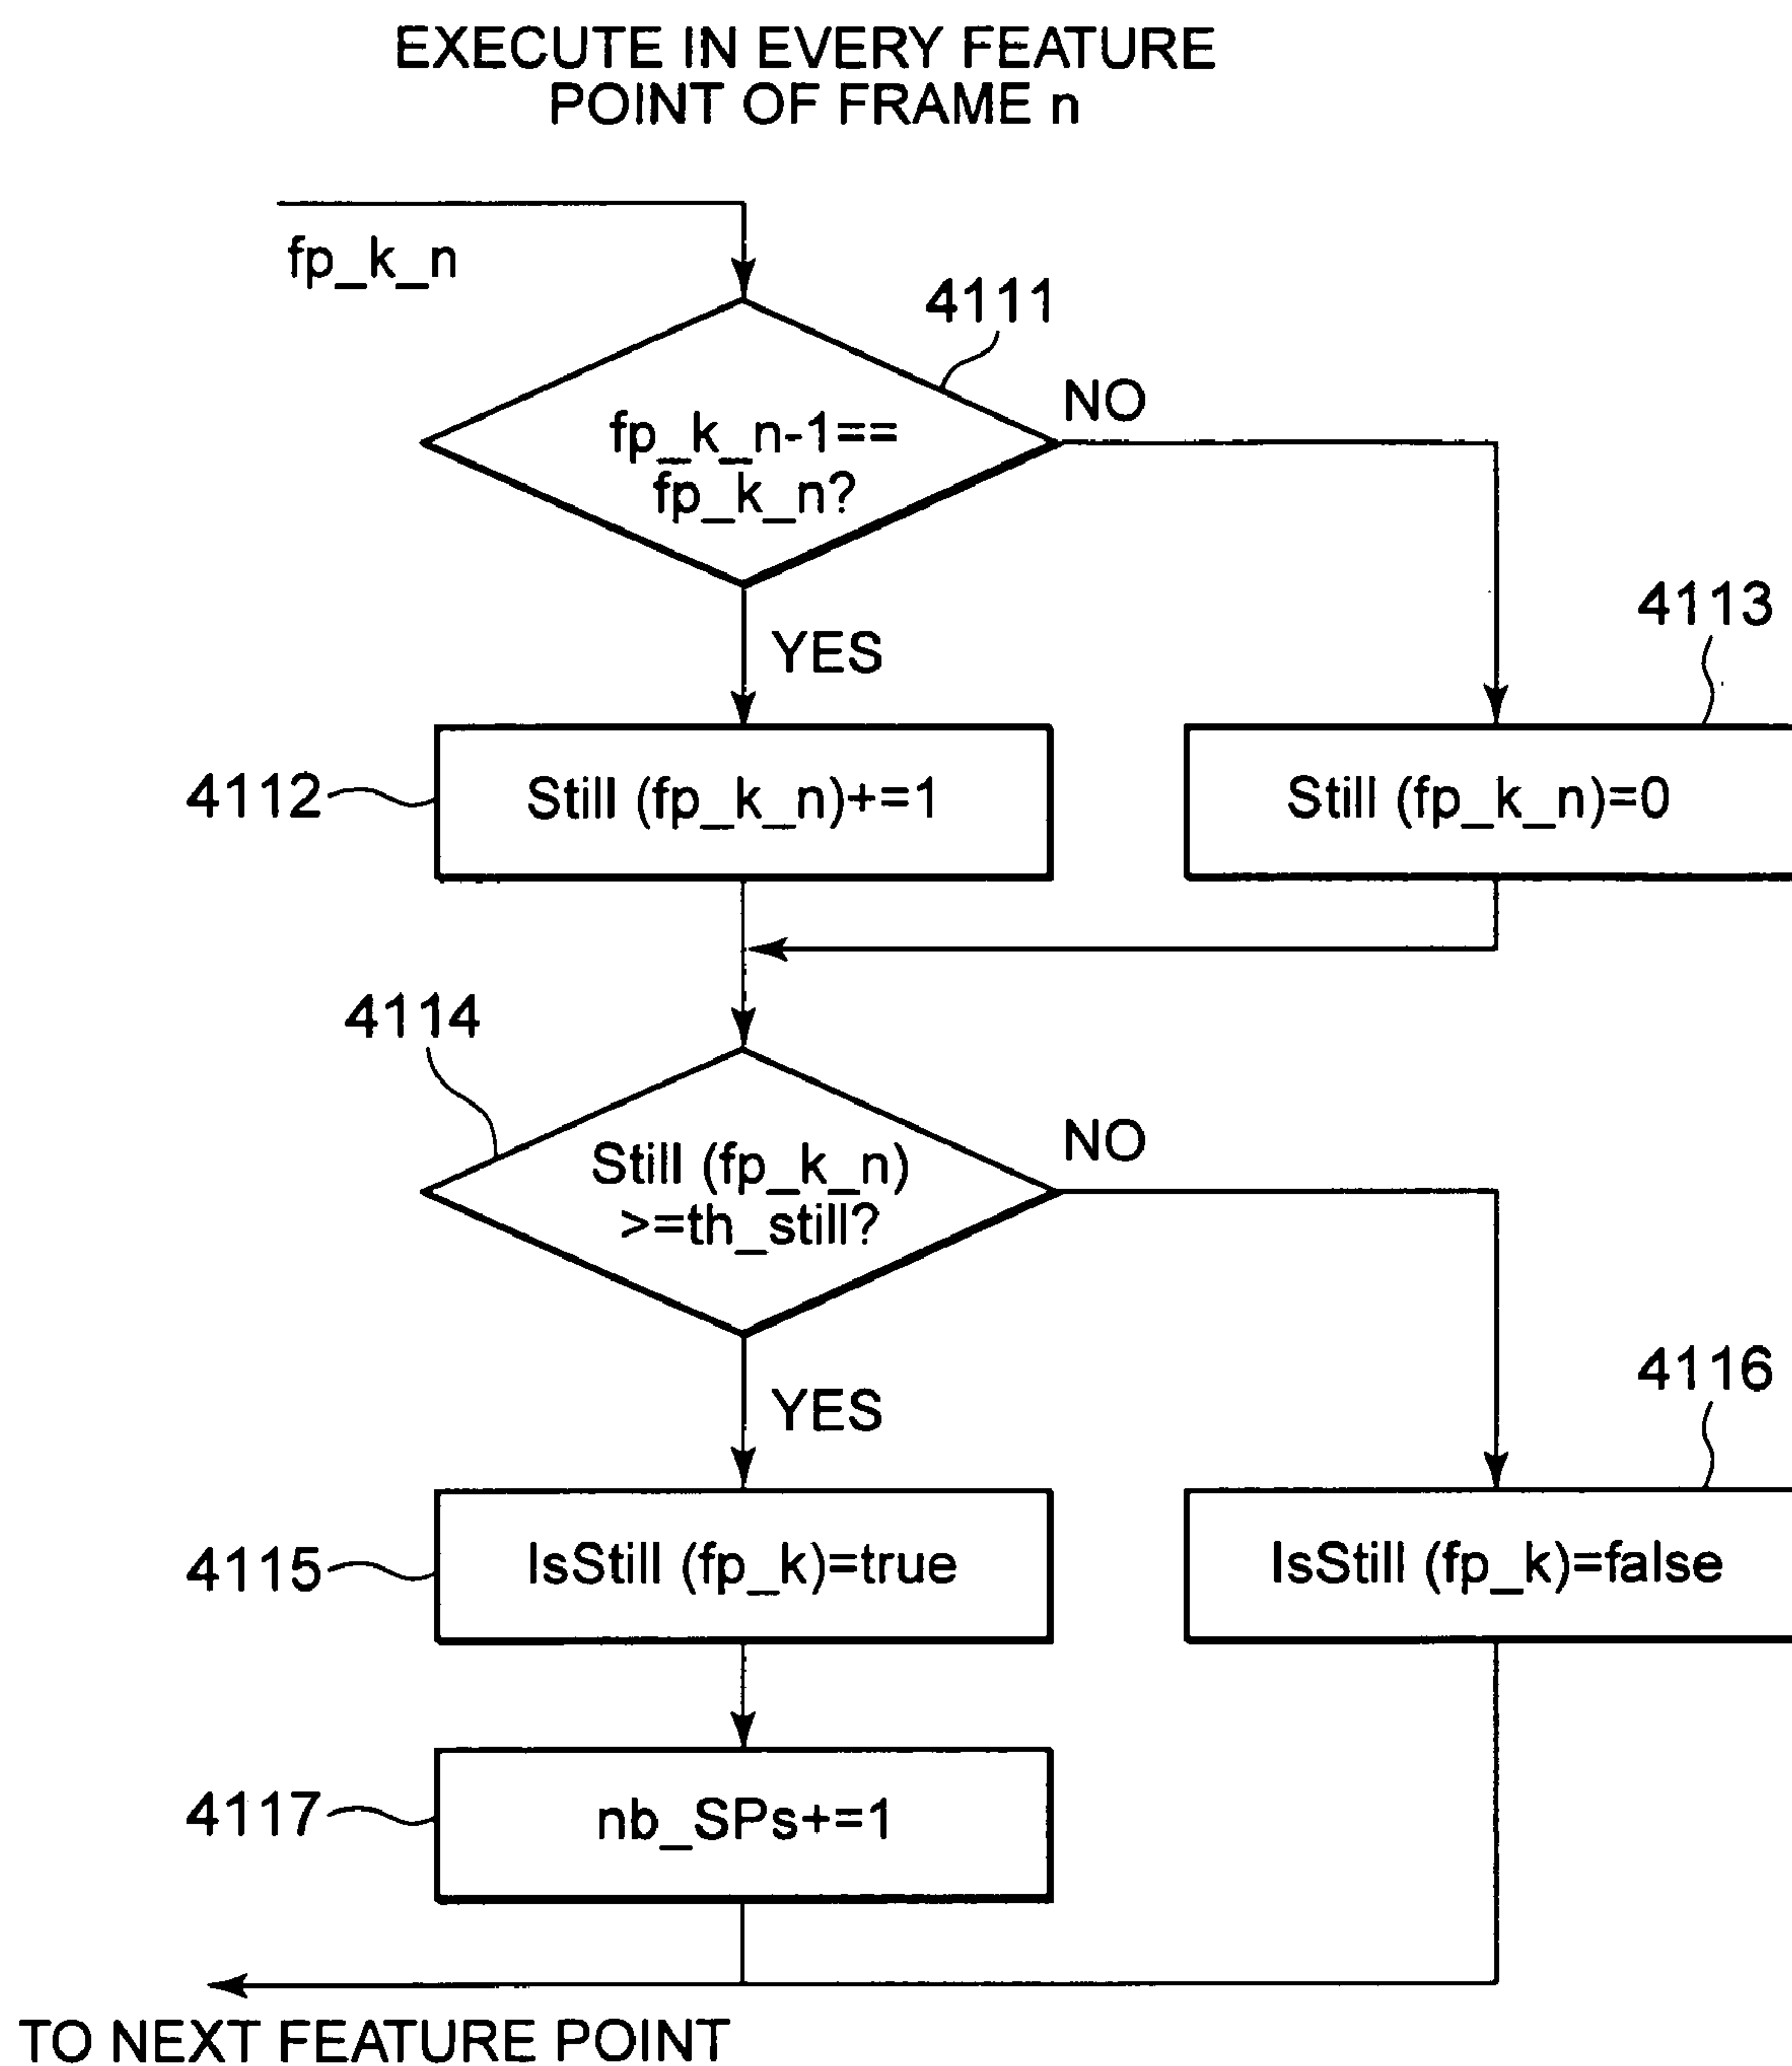 EXECUTE IN EVERY FEATURE
POINT OF FRAME n
fp_k_n
4111
fp_k_n-1==
fp_k_n?
NO
YES
4113
4112
Still (fp_k_n)+=1
Still (fp_k_n)=0
4114
Still (fp_k_n)
>=th_still?
NO
YES
4116
4115
IsStill (fp_k)=true
IsStill (fp_k)=false
4117
nb_SPs+=1
TO NEXT FEATURE POINT